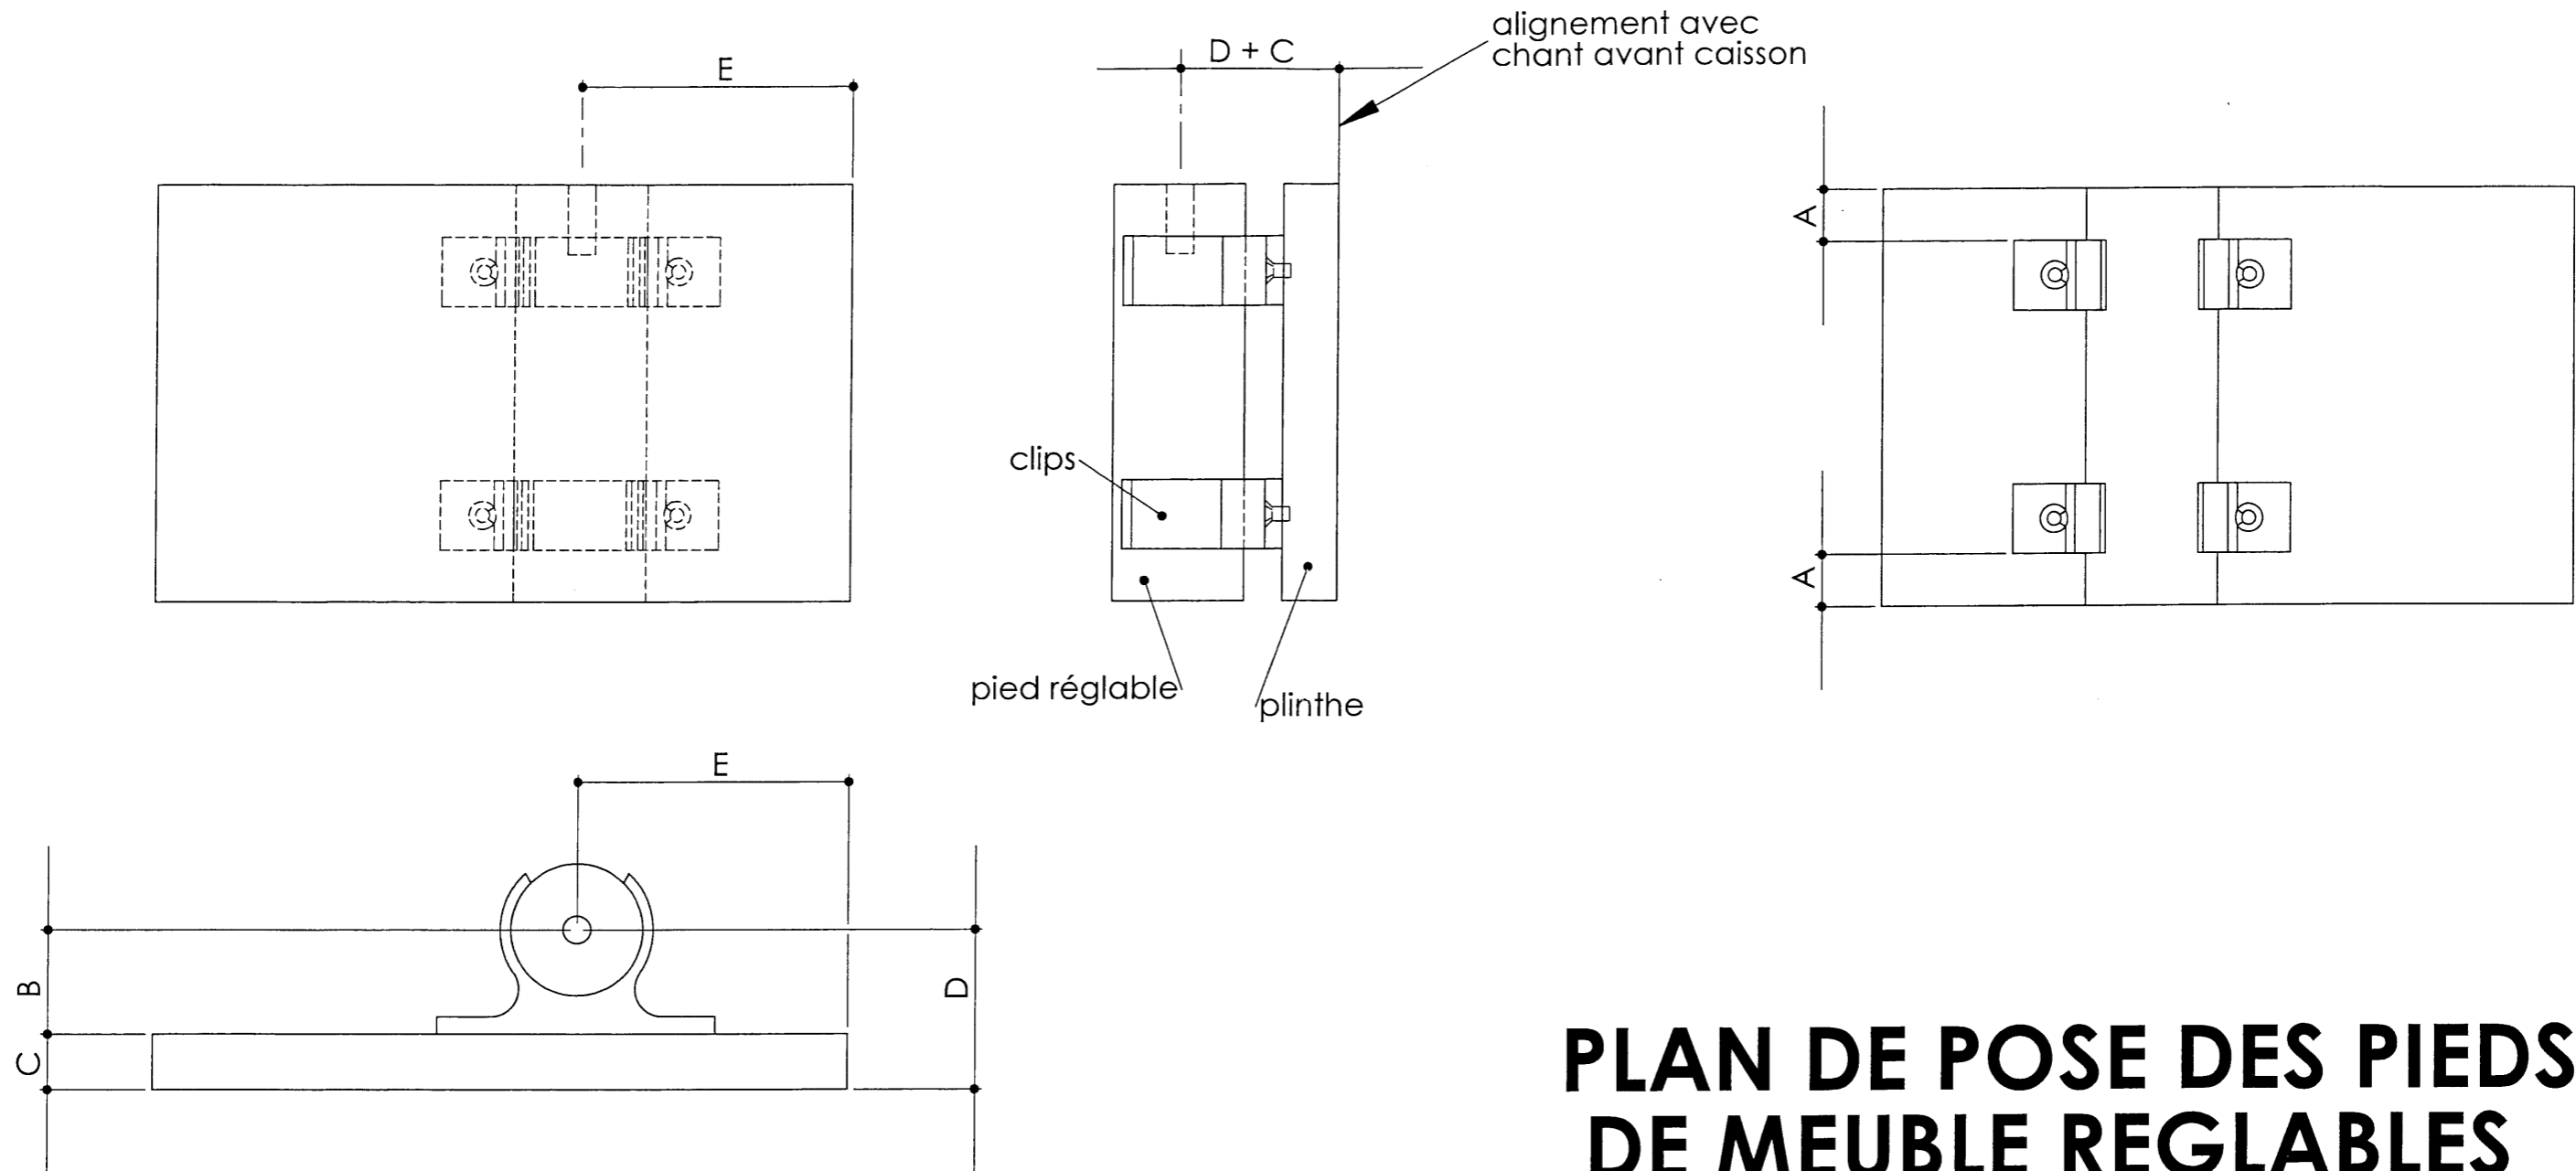 E
D + C
alignement avec
chant avant caisson
A
clips
A
pied réglable
plinthe
E
B
D
C
PLAN DE POSE DES PIEDS
DE MEUBLE REGLABLES